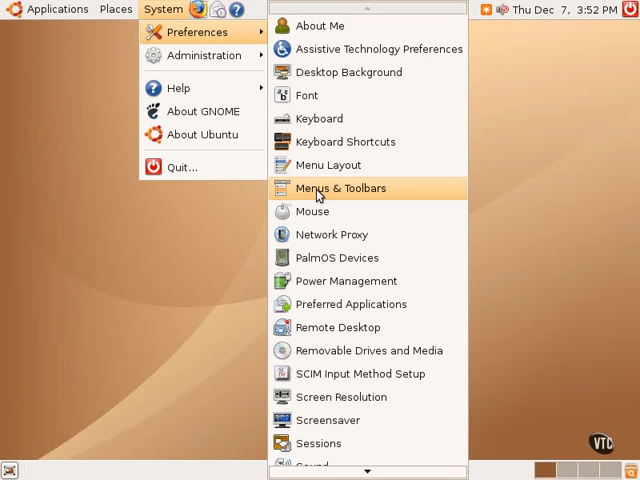 Applications Places System Thu Dec 7, 3:52 PM
Preferences
Administration
Help
About GNOME
About Ubuntu
Quit...
About Me
Assistive Technology Preferences
Desktop Background
Font
Keyboard
Keyboard Shortcuts
Menu Layout
Menus & Toolbars
Mouse
Network Proxy
PalmOS Devices
Power Management
Preferred Applications
Remote Desktop
Removable Drives and Media
SCIM Input Method Setup
Screen Resolution
Screensaver
Sessions
Sound
VTC